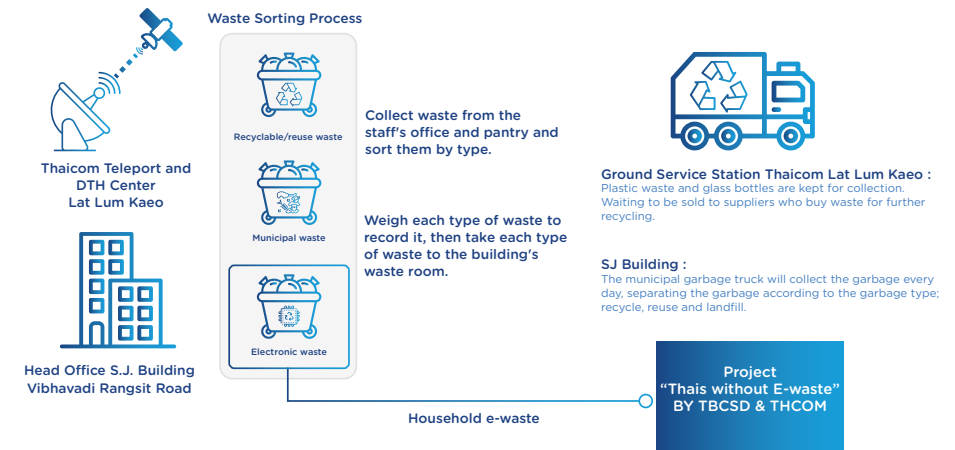 Waste Sorting Process
Thaicom Teleport and
DTH Center
Lat Lum Kaeo
Head Office S.J. Building
Vibhavadi Rangsit Road
Recyclable/reuse waste
Municipal waste
Electronic waste
Collect waste from the
staff's office and pantry and
sort them by type.
Weigh each type of waste to
record it, then take each type
of waste to the building's
waste room.
Ground Service Station Thaicom Lat Lum Kaeo :
Plastic waste and glass bottles are kept for collection.
Waiting to be sold to suppliers who buy waste for further
recycling.
SJ Building :
The municipal garbage truck will collect the garbage every
day, separating the garbage according to the garbage type;
recycle, reuse and landfill.
Household e-waste
Project
“Thais without E-waste”
BY TBCSD & THCOM